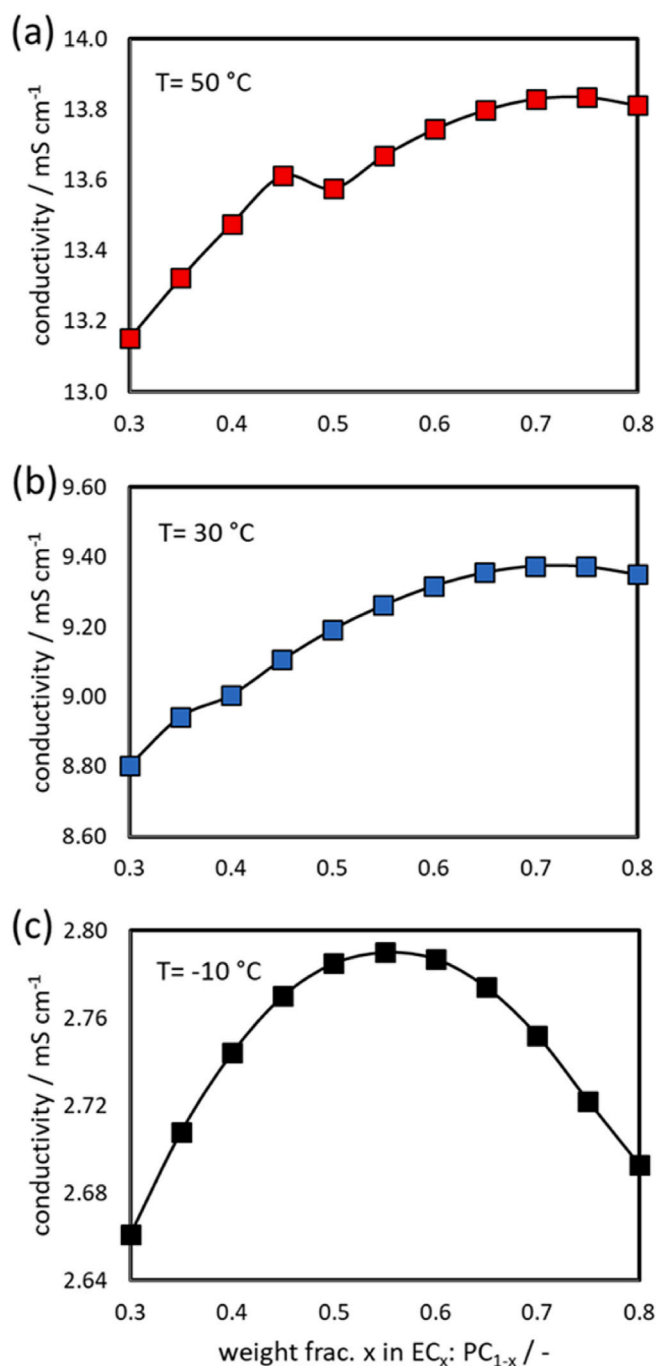 (a)
14.0
T= 50 °C
13.8
13.6
13.4
13.2
13.0
conductivity / mS cm⁻¹
0.3 0.4 0.5 0.6 0.7 0.8
(b)
9.60
T= 30 °C
9.40
9.20
9.00
8.80
8.60
conductivity / mS cm⁻¹
0.3 0.4 0.5 0.6 0.7 0.8
(c)
2.80
T= -10 °C
2.76
2.72
2.68
2.64
conductivity / mS cm⁻¹
0.3 0.4 0.5 0.6 0.7 0.8
weight frac. x in ECₓ: PC₁₋ₓ / -